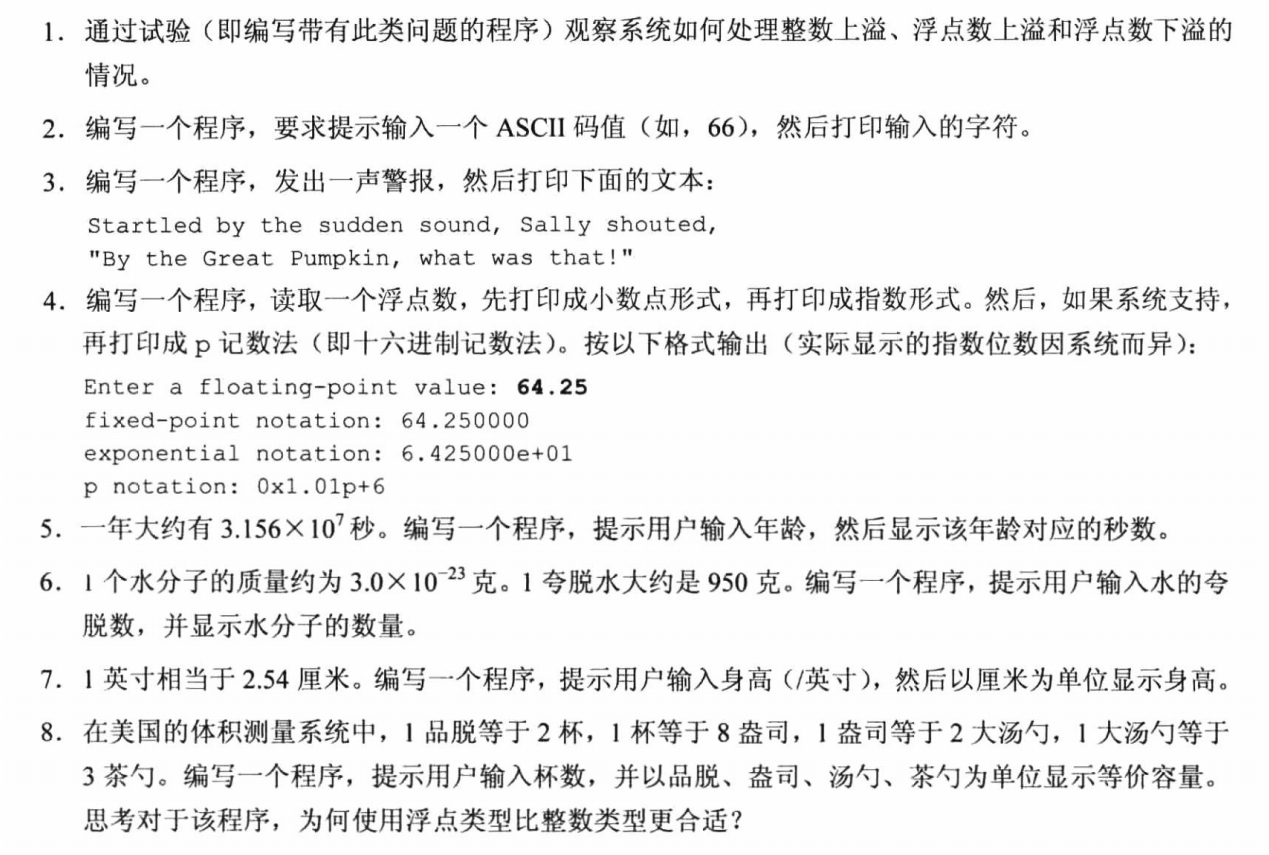 1. 通过试验（即编写带有此类问题的程序）观察系统如何处理整数上溢、浮点数上溢和浮点数下溢的
情况。
2. 编写一个程序，要求提示输入一个 ASCII 码值（如，66），然后打印输入的字符。
3. 编写一个程序，发出一声警报，然后打印下面的文本：
Startled by the sudden sound, Sally shouted,
"By the Great Pumpkin, what was that!"
4. 编写一个程序，读取一个浮点数，先打印成小数点形式，再打印成指数形式。然后，如果系统支持，
再打印成 p 记数法（即十六进制记数法）。按以下格式输出（实际显示的指数位数因系统而异）：
Enter a floating-point value: 64.25
fixed-point notation: 64.250000
exponential notation: 6.425000e+01
p notation: 0x1.01p+6
5. 一年大约有 3.156×10⁷ 秒。编写一个程序，提示用户输入年龄，然后显示该年龄对应的秒数。
6. 1 个水分子的质量约为 3.0×10⁻²³ 克。1 夸脱水大约是 950 克。编写一个程序，提示用户输入水的夸
脱数，并显示水分子的数量。
7. 1 英寸相当于 2.54 厘米。编写一个程序，提示用户输入身高（/英寸），然后以厘米为单位显示身高。
8. 在美国的体积测量系统中，1 品脱等于 2 杯，1 杯等于 8 盎司，1 盎司等于 2 大汤勺，1 大汤勺等于
3 茶勺。编写一个程序，提示用户输入杯数，并以品脱、盎司、汤勺、茶勺为单位显示等价容量。
思考对于该程序，为何使用浮点类型比整数类型更合适？